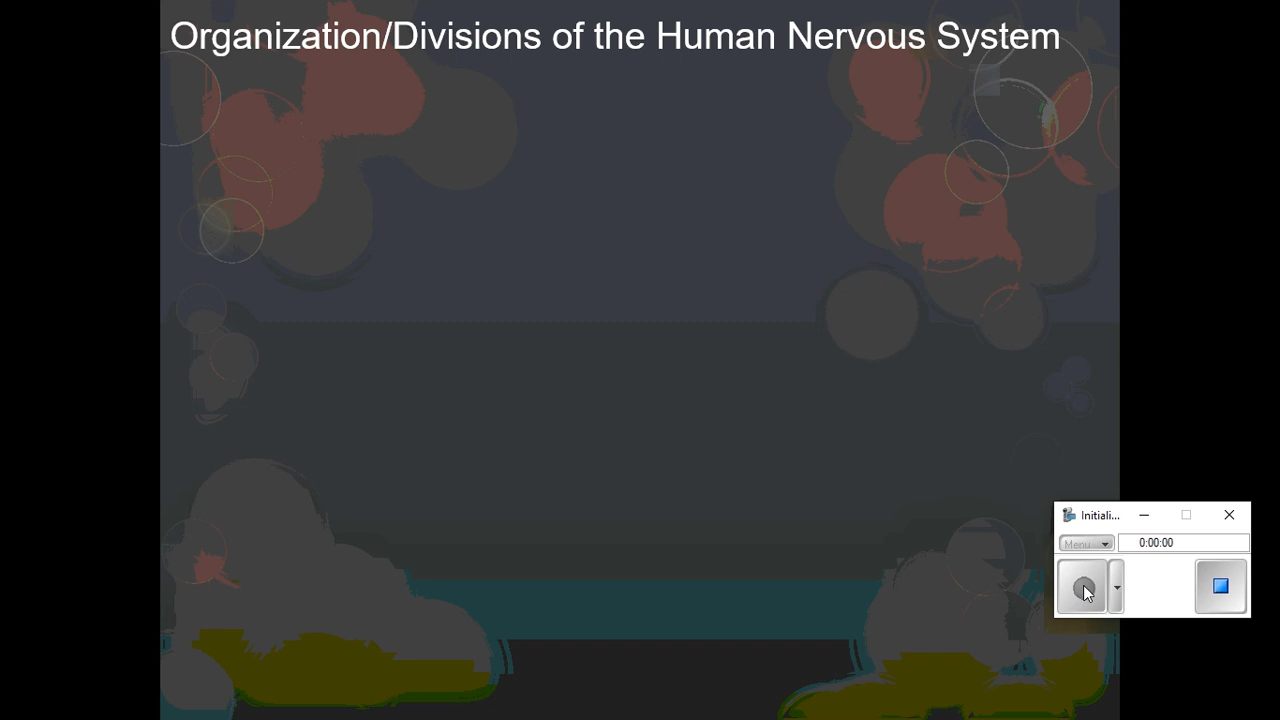 Organization/Divisions of the Human Nervous System
Initiali...
Menu
0:00:00